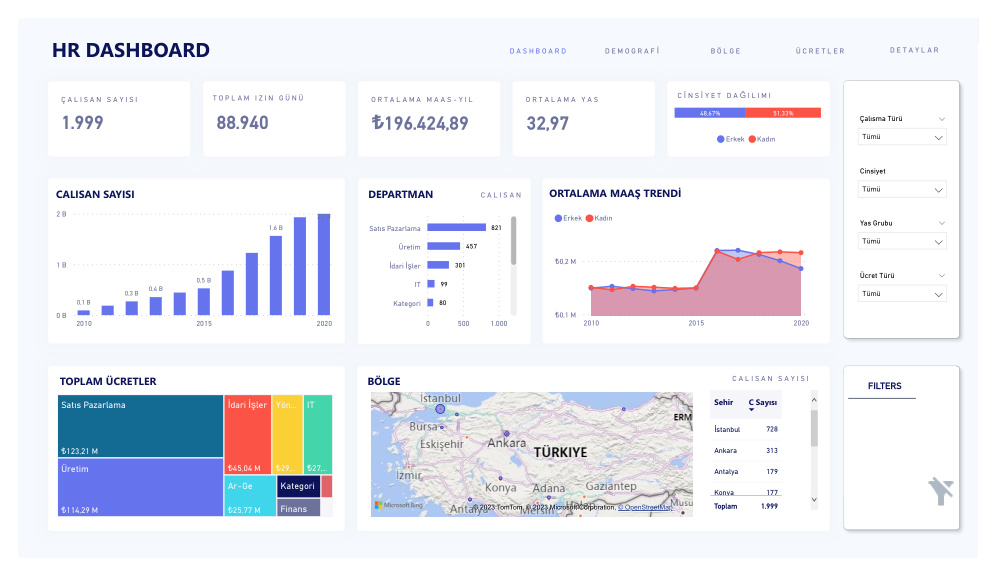 HR DASHBOARD
DASHBOARD
DEMOGRAFİ
BÖLGE
ÜCRETLER
DETAYLAR
ÇALISAN SAYISI
1.999
TOPLAM IZIN GÜNÜ
88.940
ORTALAMA MAAS-YIL
₺196.424,89
ORTALAMA YAS
32,97
CİNSİYET DAĞILIMI
48,67%
51,33%
Erkek
Kadın
Çalısma Türü
Tümü
Cinsiyet
Tümü
Yas Grubu
Tümü
Ücret Türü
Tümü
CALISAN SAYISI
2 B
1 B
0 B
0,1 B
0,3 B
0,4 B
0,5 B
1,6 B
2010
2015
2020
DEPARTMAN
CALISAN
Satıs Pazarlama
821
Üretim
457
İdari İşler
301
IT
99
Kategori
80
0
500
1.000
ORTALAMA MAAŞ TRENDİ
Erkek
Kadın
₺0,2 M
₺0,1 M
2010
2015
2020
TOPLAM ÜCRETLER
Satıs Pazarlama
₺123,21 M
Üretim
₺114,29 M
İdari İşler
₺45,04 M
Yön...
₺29...
IT
₺27...
Ar-Ge
₺25,77 M
Kategori
Finans
BÖLGE
İstanbul
Bursa
Eskişehir
Ankara
TÜRKIYE
ERM
İzmir
Konya
Adana
Gaziantep
Antalya
Mersin
Musu
Microsoft Bing
© 2023 TomTom, © 2023 Microsoft Corporation, © OpenStreetMap
CALISAN SAYISI
Sehir
C Sayısı
İstanbul
728
Ankara
313
Antalya
179
Konya
177
Toplam
1.999
FILTERS